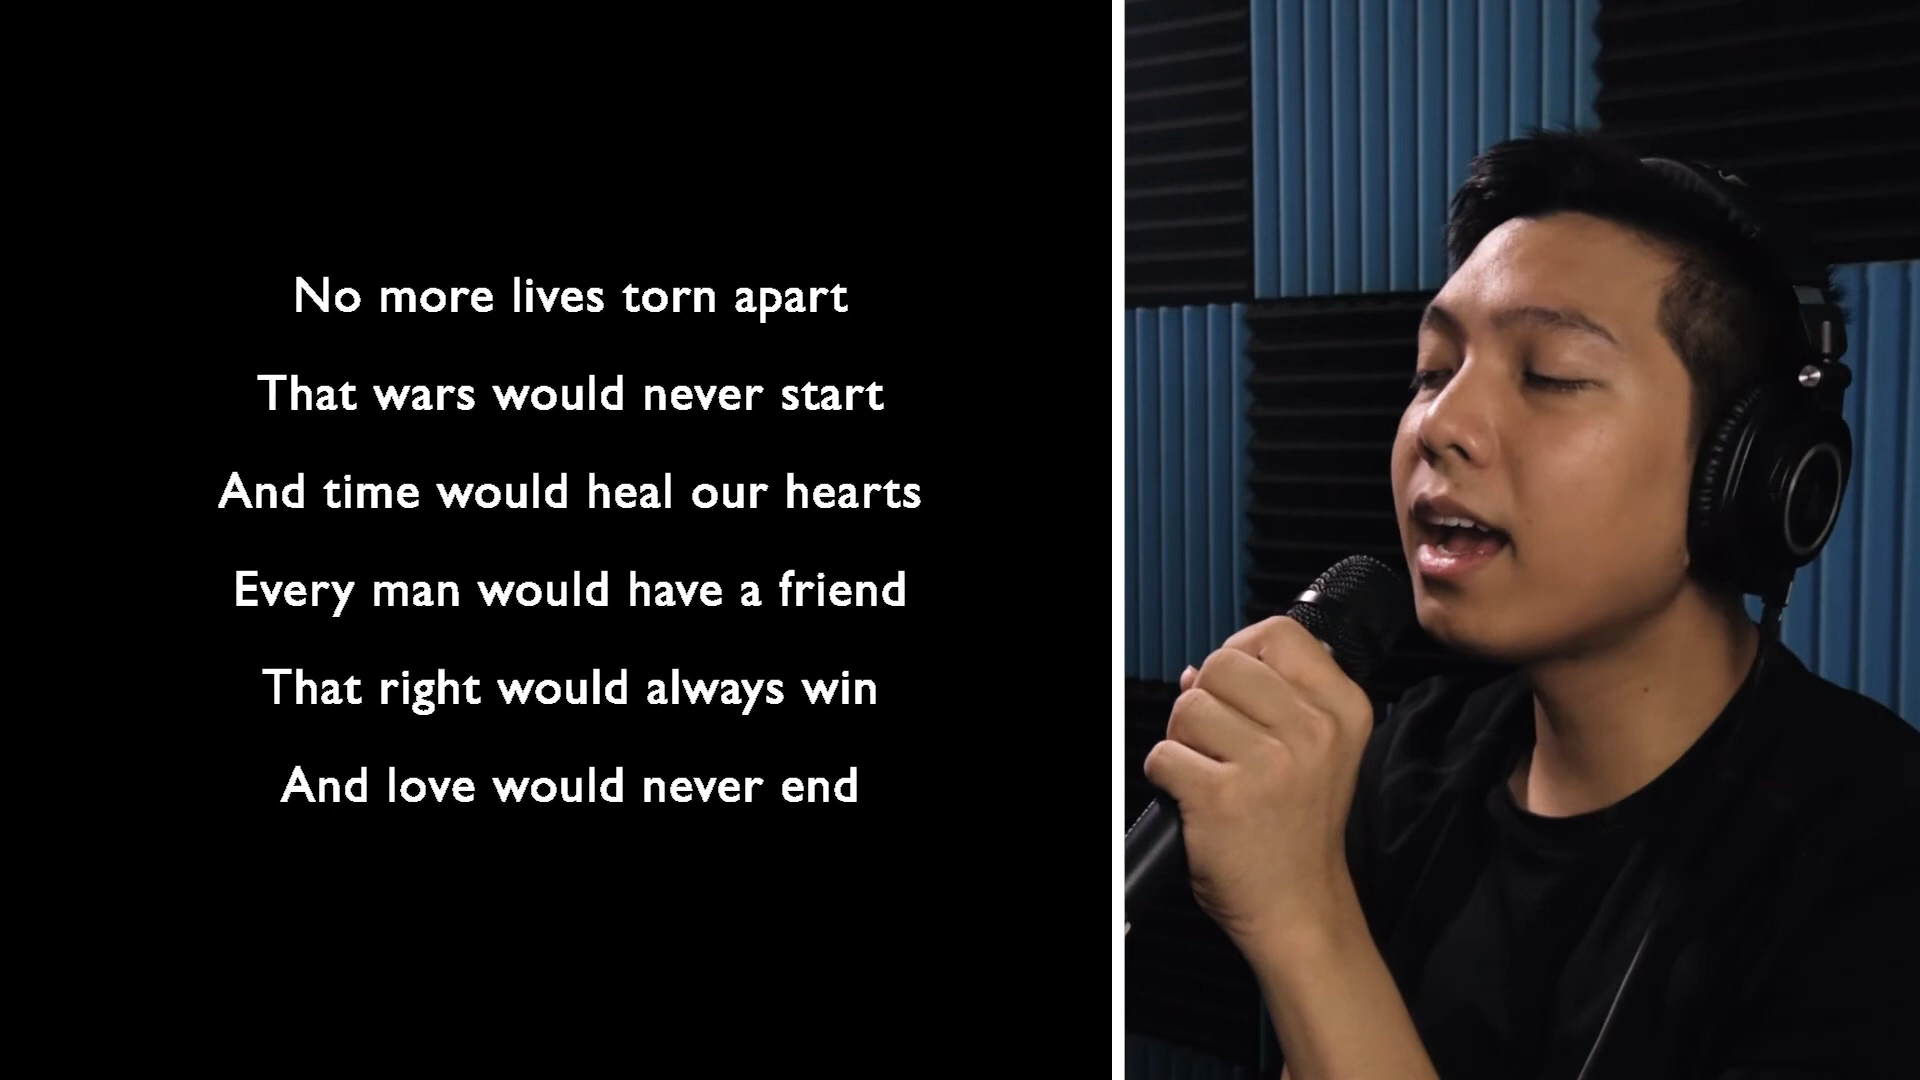 No more lives torn apart
That wars would never start
And time would heal our hearts
Every man would have a friend
That right would always win
And love would never end